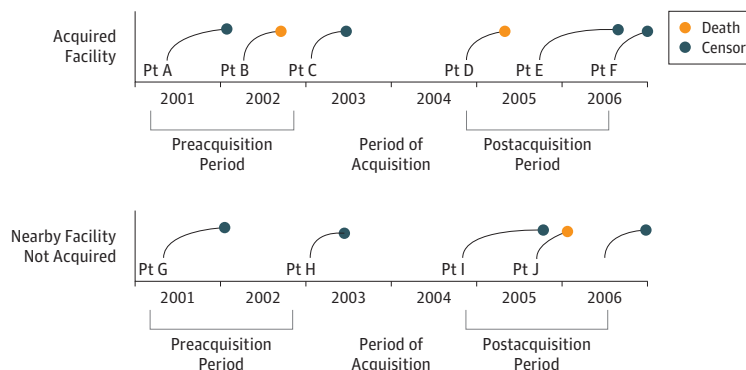 Acquired
Facility
Death
Censor
Pt A
Pt B
Pt C
Pt D
Pt E
Pt F
2001
2002
2003
2004
2005
2006
Preacquisition
Period
Period of
Acquisition
Postacquisition
Period
Nearby Facility
Not Acquired
Pt G
Pt H
Pt I
Pt J
2001
2002
2003
2004
2005
2006
Preacquisition
Period
Period of
Acquisition
Postacquisition
Period